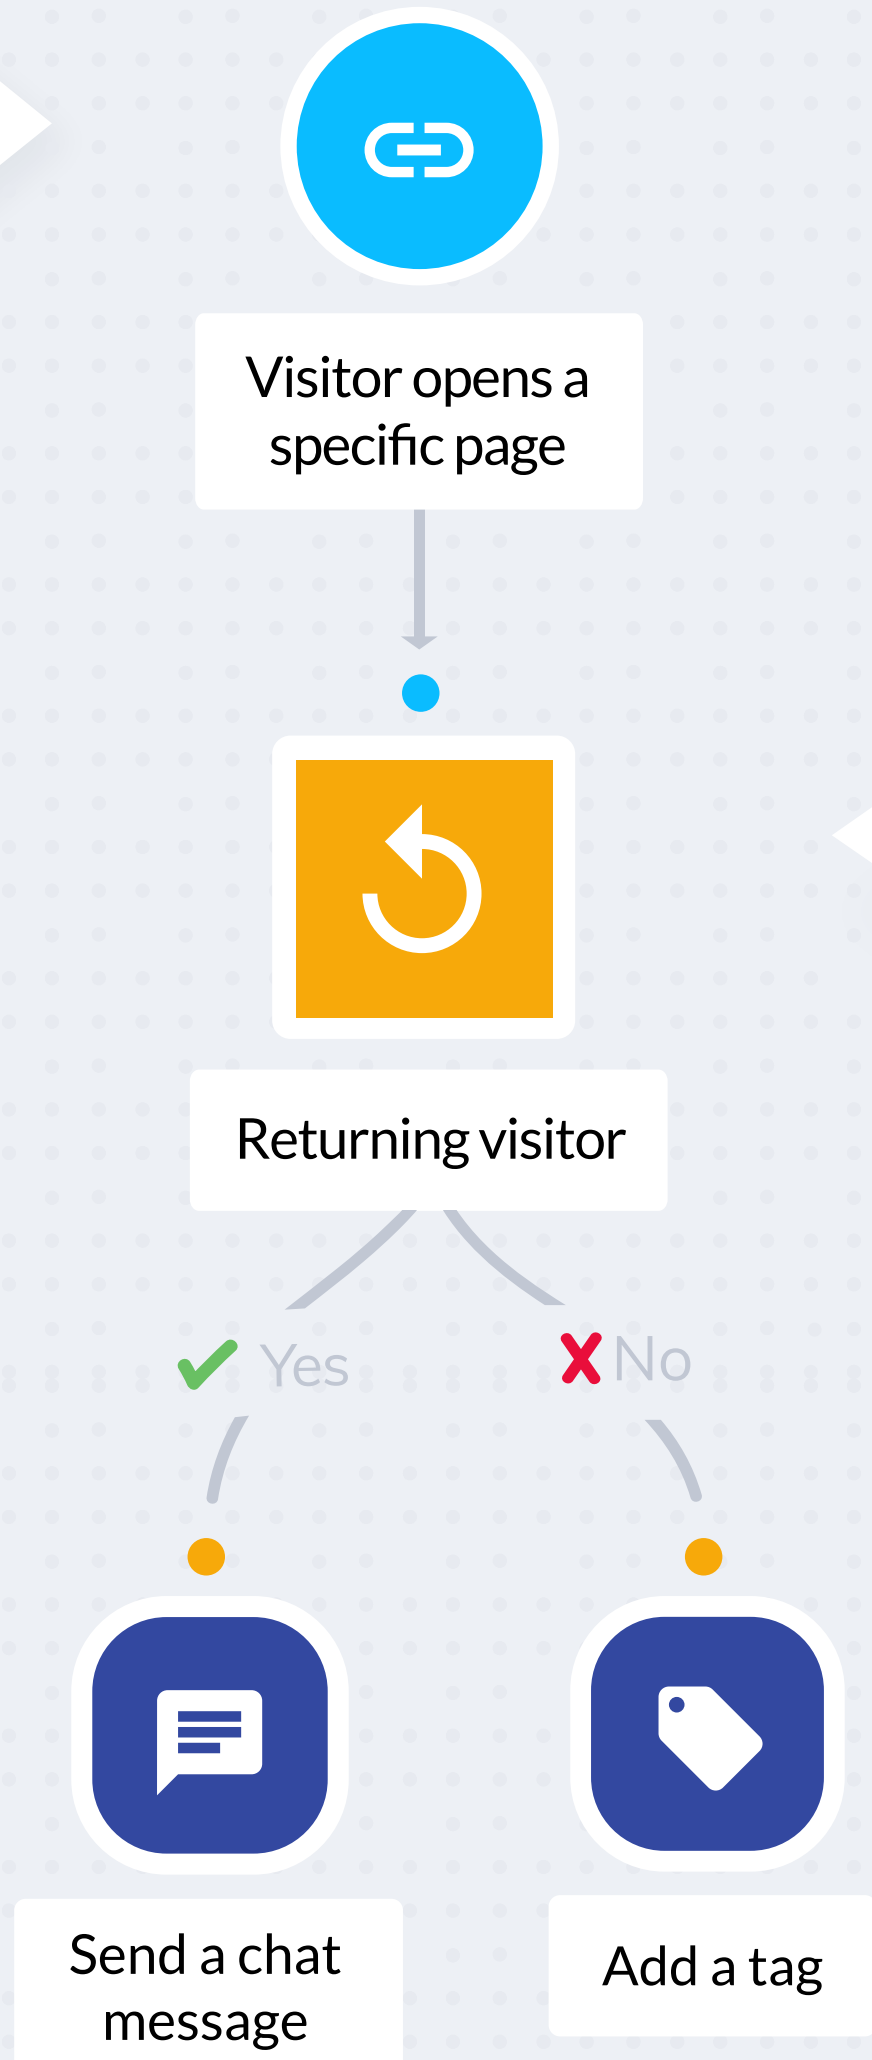 Visitor opens a
specific page
Returning visitor
Yes
No
Send a chat
message
Add a tag